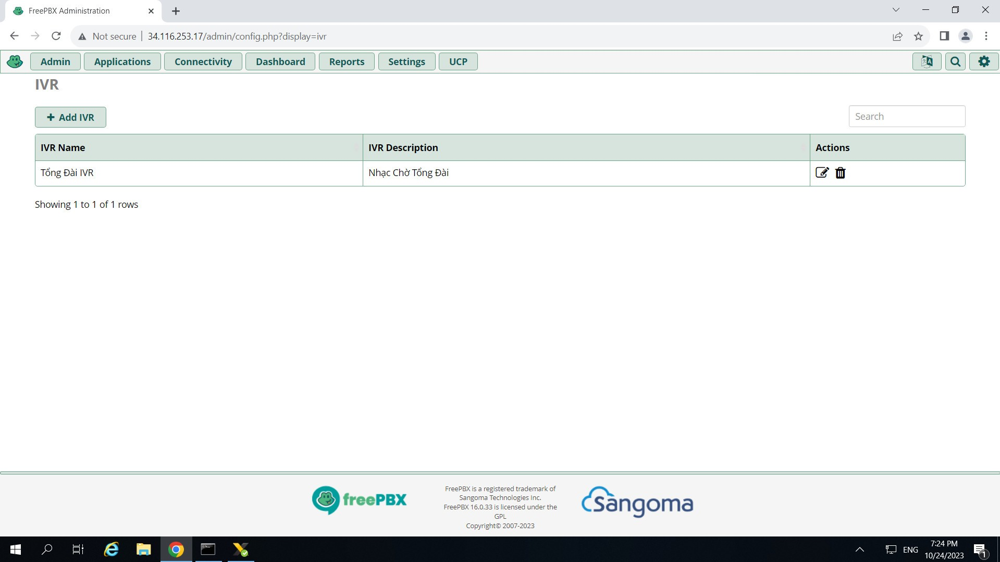 FreePBX Administration
Not secure
34.116.253.17/admin/config.php?display=ivr
Admin
Applications
Connectivity
Dashboard
Reports
Settings
UCP
IVR
Add IVR
Search
IVR Name
IVR Description
Actions
Tổng Đài IVR
Nhạc Chờ Tổng Đài
Showing 1 to 1 of 1 rows
freePBX
FreePBX is a registered trademark of
Sangoma Technologies Inc.
FreePBX 16.0.33 is licensed under the
GPL
Copyright© 2007-2023
Sangoma
ENG
7:24 PM
10/24/2023
1